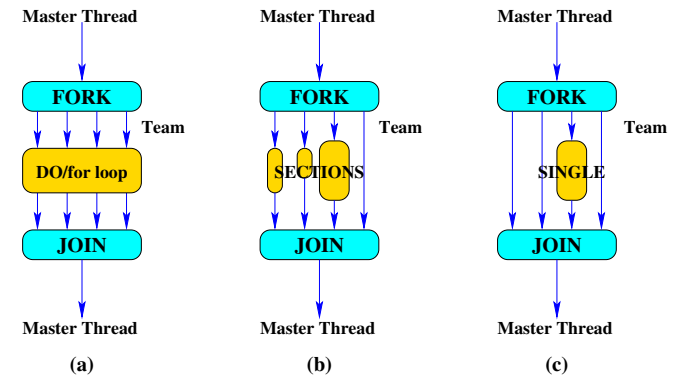 Master Thread
FORK
Team
DO/for loop
JOIN
Master Thread
(a)
Master Thread
FORK
Team
SECTIONS
JOIN
Master Thread
(b)
Master Thread
FORK
Team
SINGLE
JOIN
Master Thread
(c)